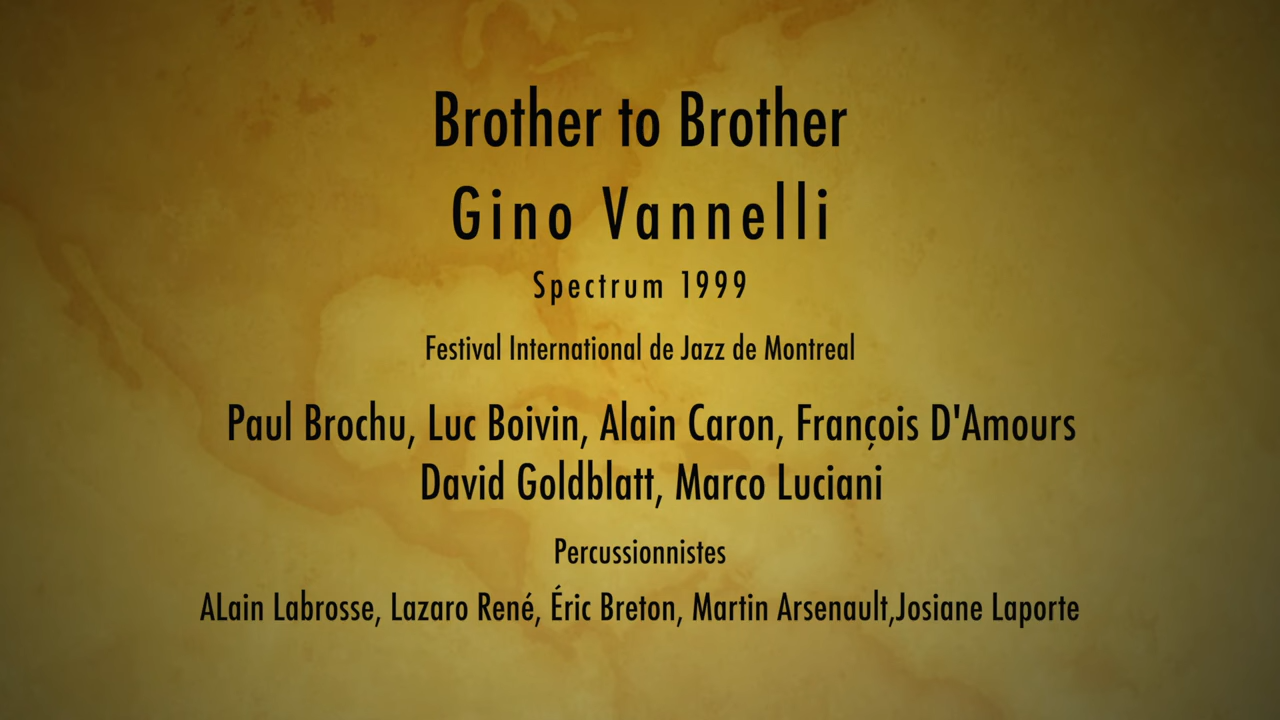 Brother to Brother
Gino Vannelli
Spectrum 1999
Festival International de Jazz de Montreal
Paul Brochu, Luc Boivin, Alain Caron, François D'Amours
David Goldblatt, Marco Luciani
Percussionnistes
ALain Labrosse, Lazaro René, Éric Breton, Martin Arsenault,Josiane Laporte